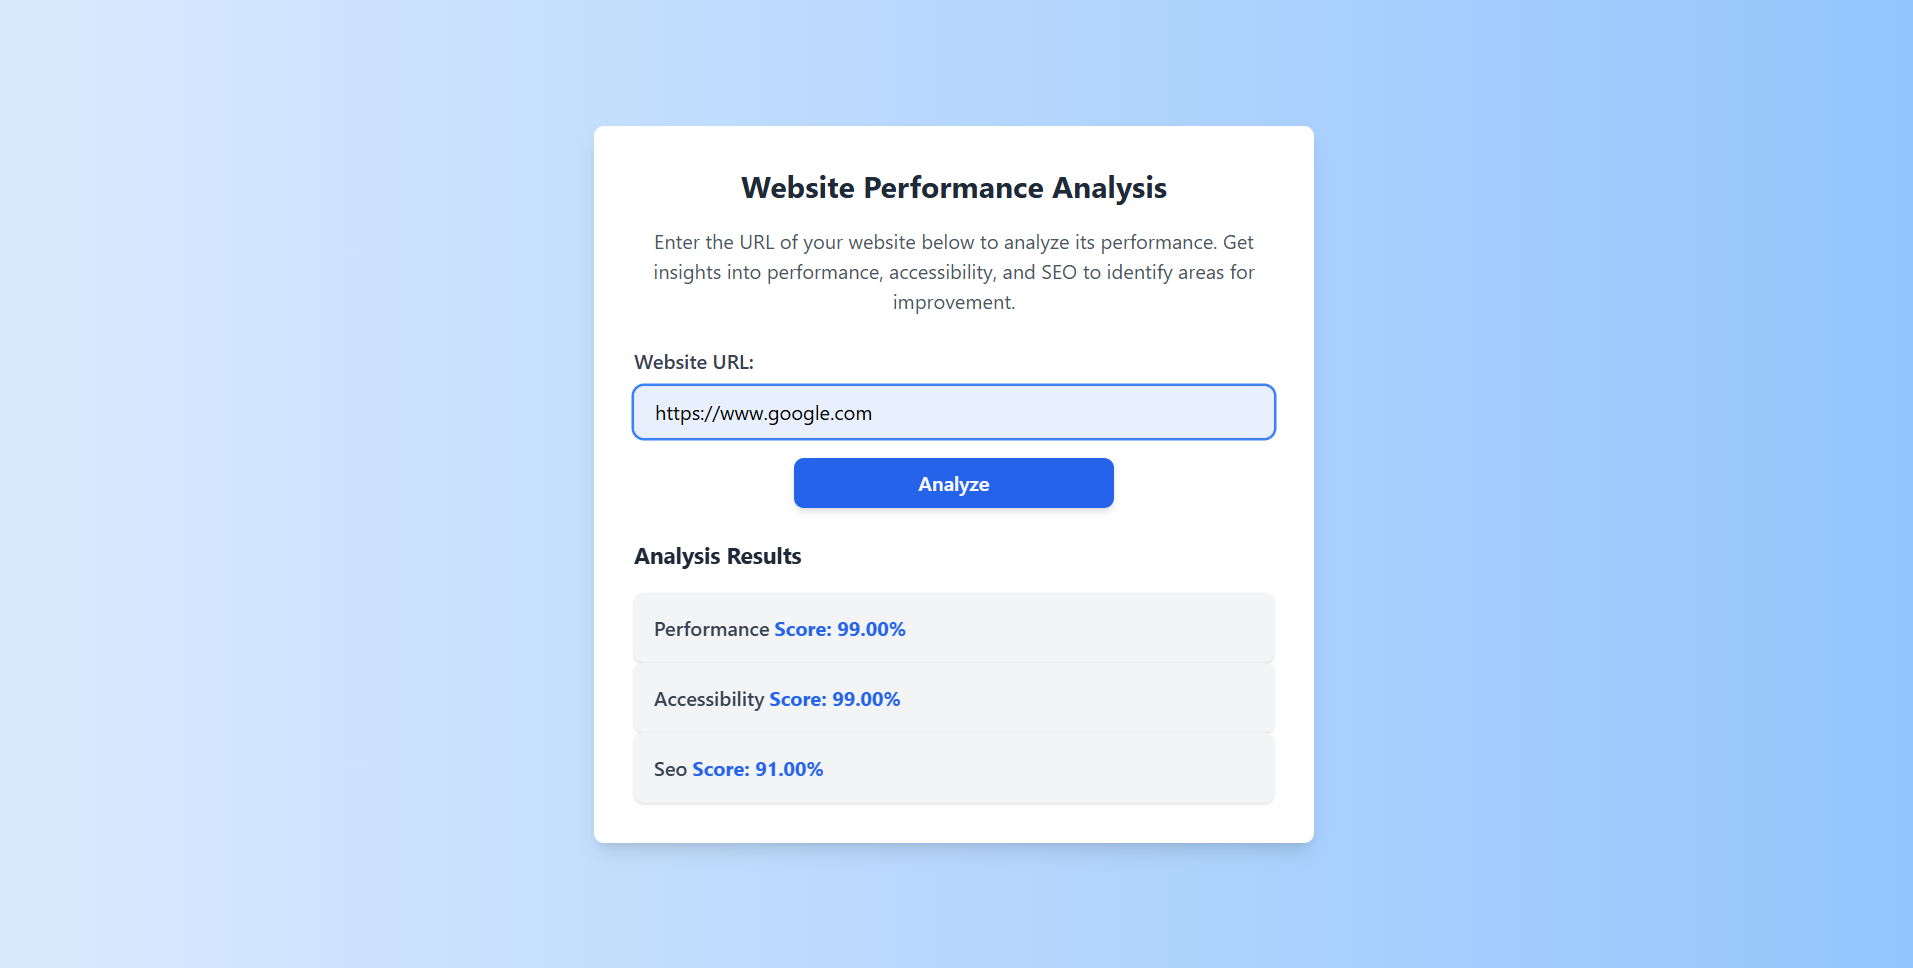 Website Performance Analysis
Enter the URL of your website below to analyze its performance. Get
insights into performance, accessibility, and SEO to identify areas for
improvement.
Website URL:
https://www.google.com
Analyze
Analysis Results
Performance Score: 99.00%
Accessibility Score: 99.00%
Seo Score: 91.00%